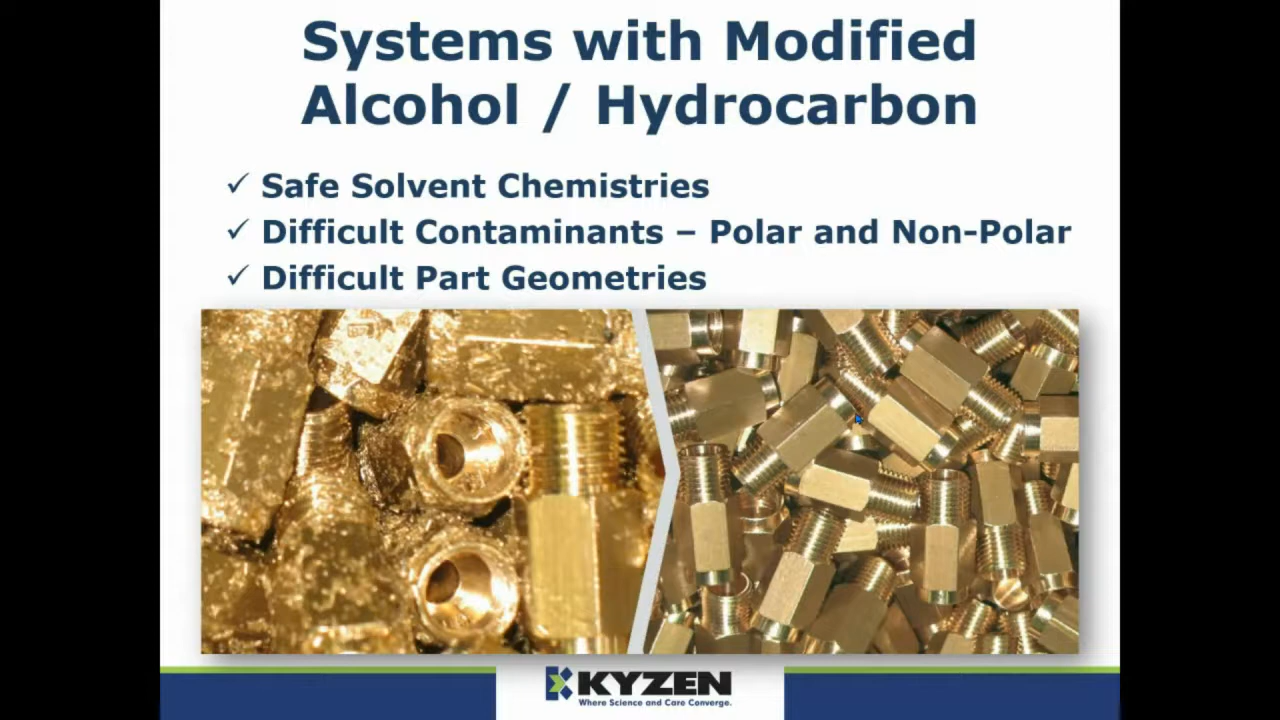 Systems with Modified
Alcohol / Hydrocarbon
✓ Safe Solvent Chemistries
✓ Difficult Contaminants – Polar and Non-Polar
✓ Difficult Part Geometries
KYZEN
Where Science and Care Converge.